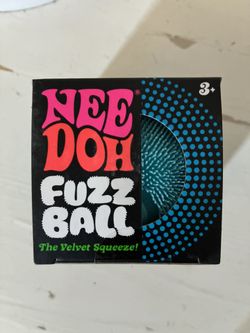 3+
NEE
DOH
FUZZ
BALL
The Velvet Squeeze!